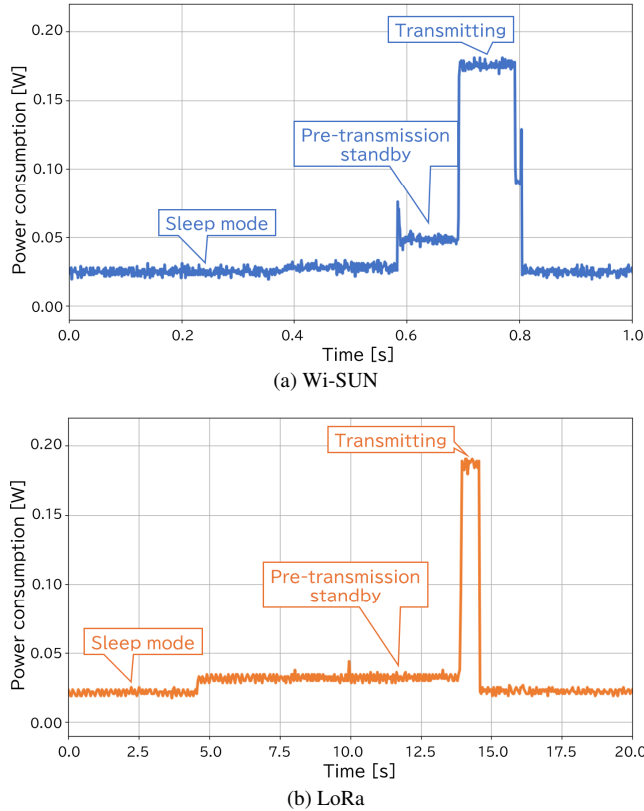 0.20
0.15
0.10
0.05
0.00
Power consumption [W]
Transmitting
Pre-transmission
standby
Sleep mode
0.0 0.2 0.4 0.6 0.8 1.0
Time [s]
(a) Wi-SUN
0.20
0.15
0.10
0.05
0.00
Power consumption [W]
Transmitting
Pre-transmission
standby
Sleep mode
0.0 2.5 5.0 7.5 10.0 12.5 15.0 17.5 20.0
Time [s]
(b) LoRa